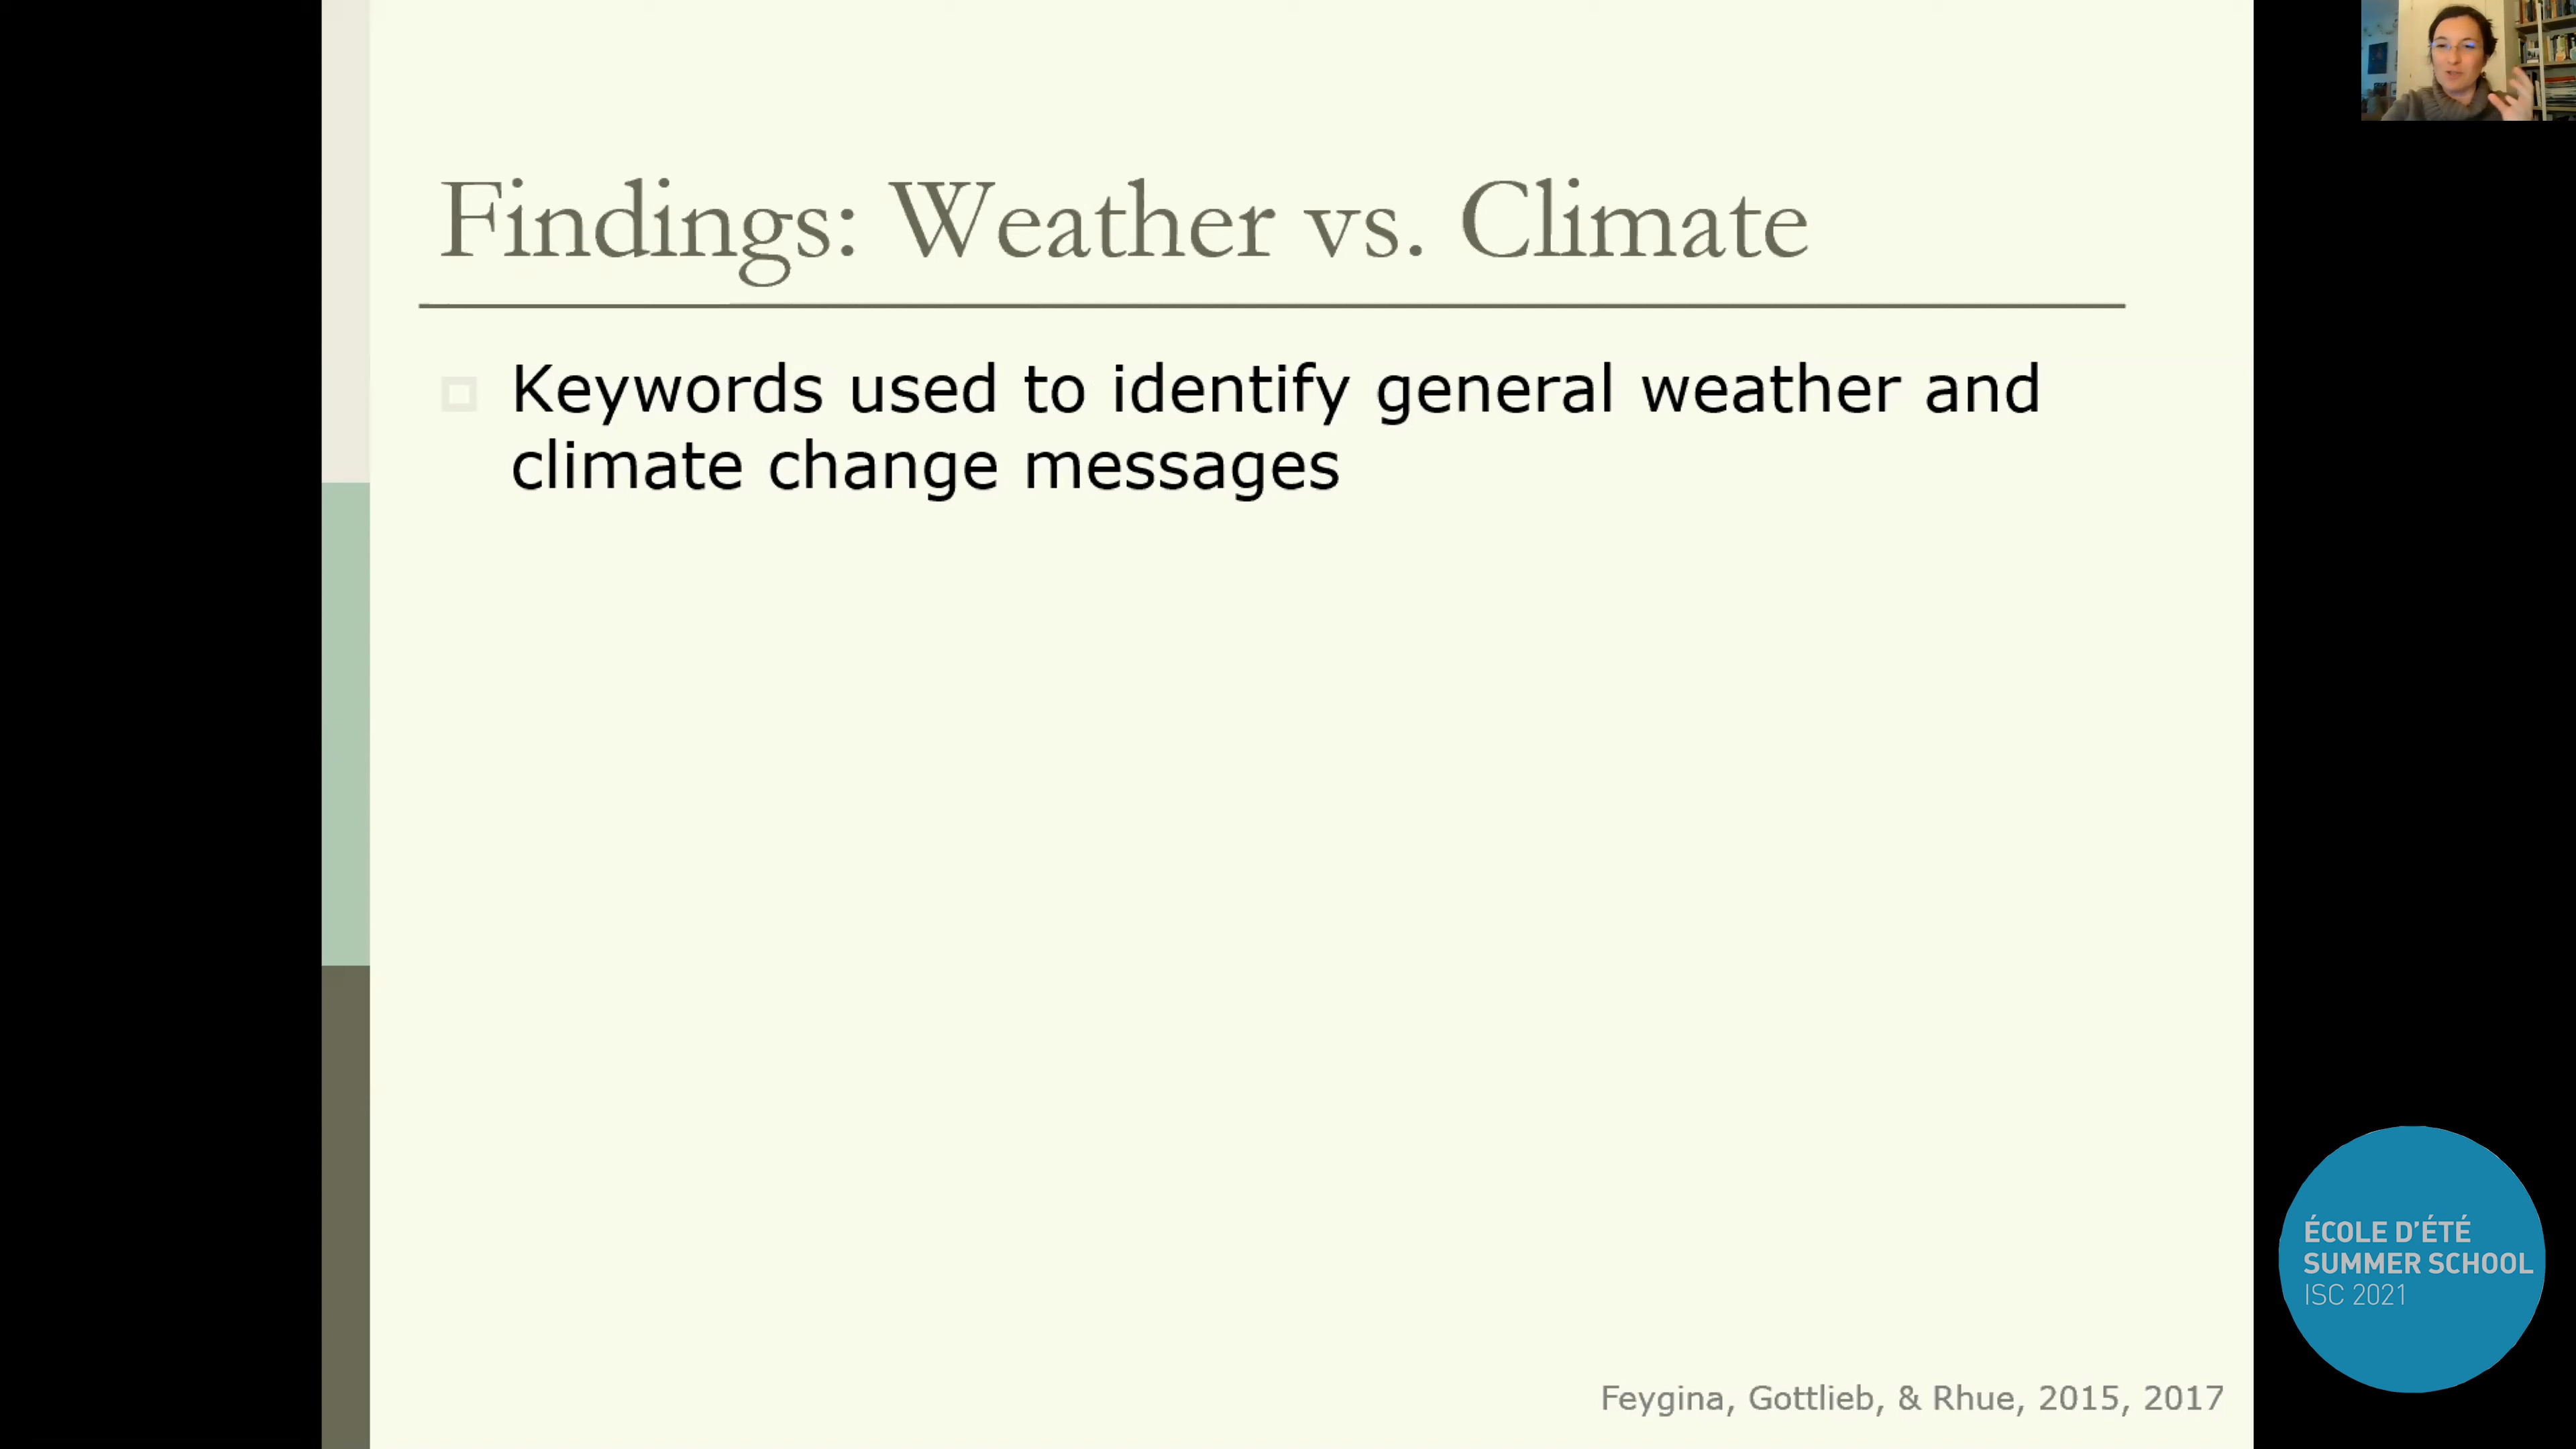 Findings: Weather vs. Climate
Keywords used to identify general weather and
climate change messages
Feygina, Gottlieb, & Rhue, 2015, 2017
ÉCOLE D'ÉTÉ
SUMMER SCHOOL
ISC 2021